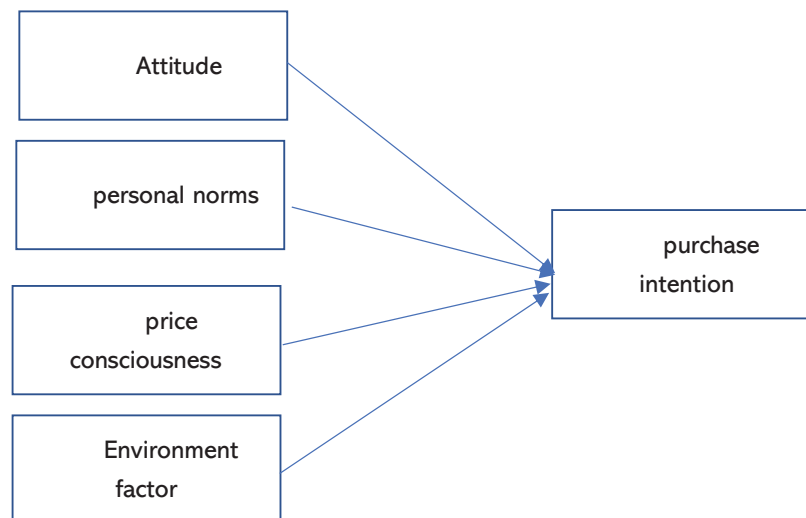 Attitude
personal norms
price
consciousness
Environment
factor
purchase
intention